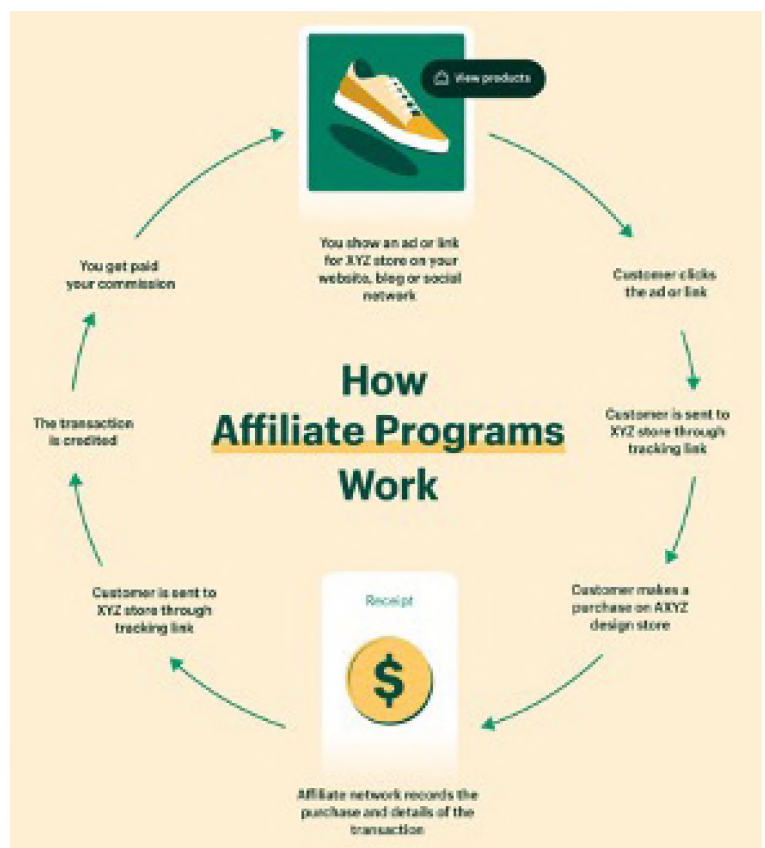 View products
You show an ad or link
for XYZ store on your
website, blog or social
network
Customer clicks
the ad or link
Customer is sent to
XYZ store through
tracking link
Customer makes a
purchase on AXYZ
design store
Receipt
$
Affiliate network records the
purchase and details of the
transaction
Customer is sent to
XYZ store through
tracking link
The transaction
is credited
You get paid
your commission
How
Affiliate Programs
Work